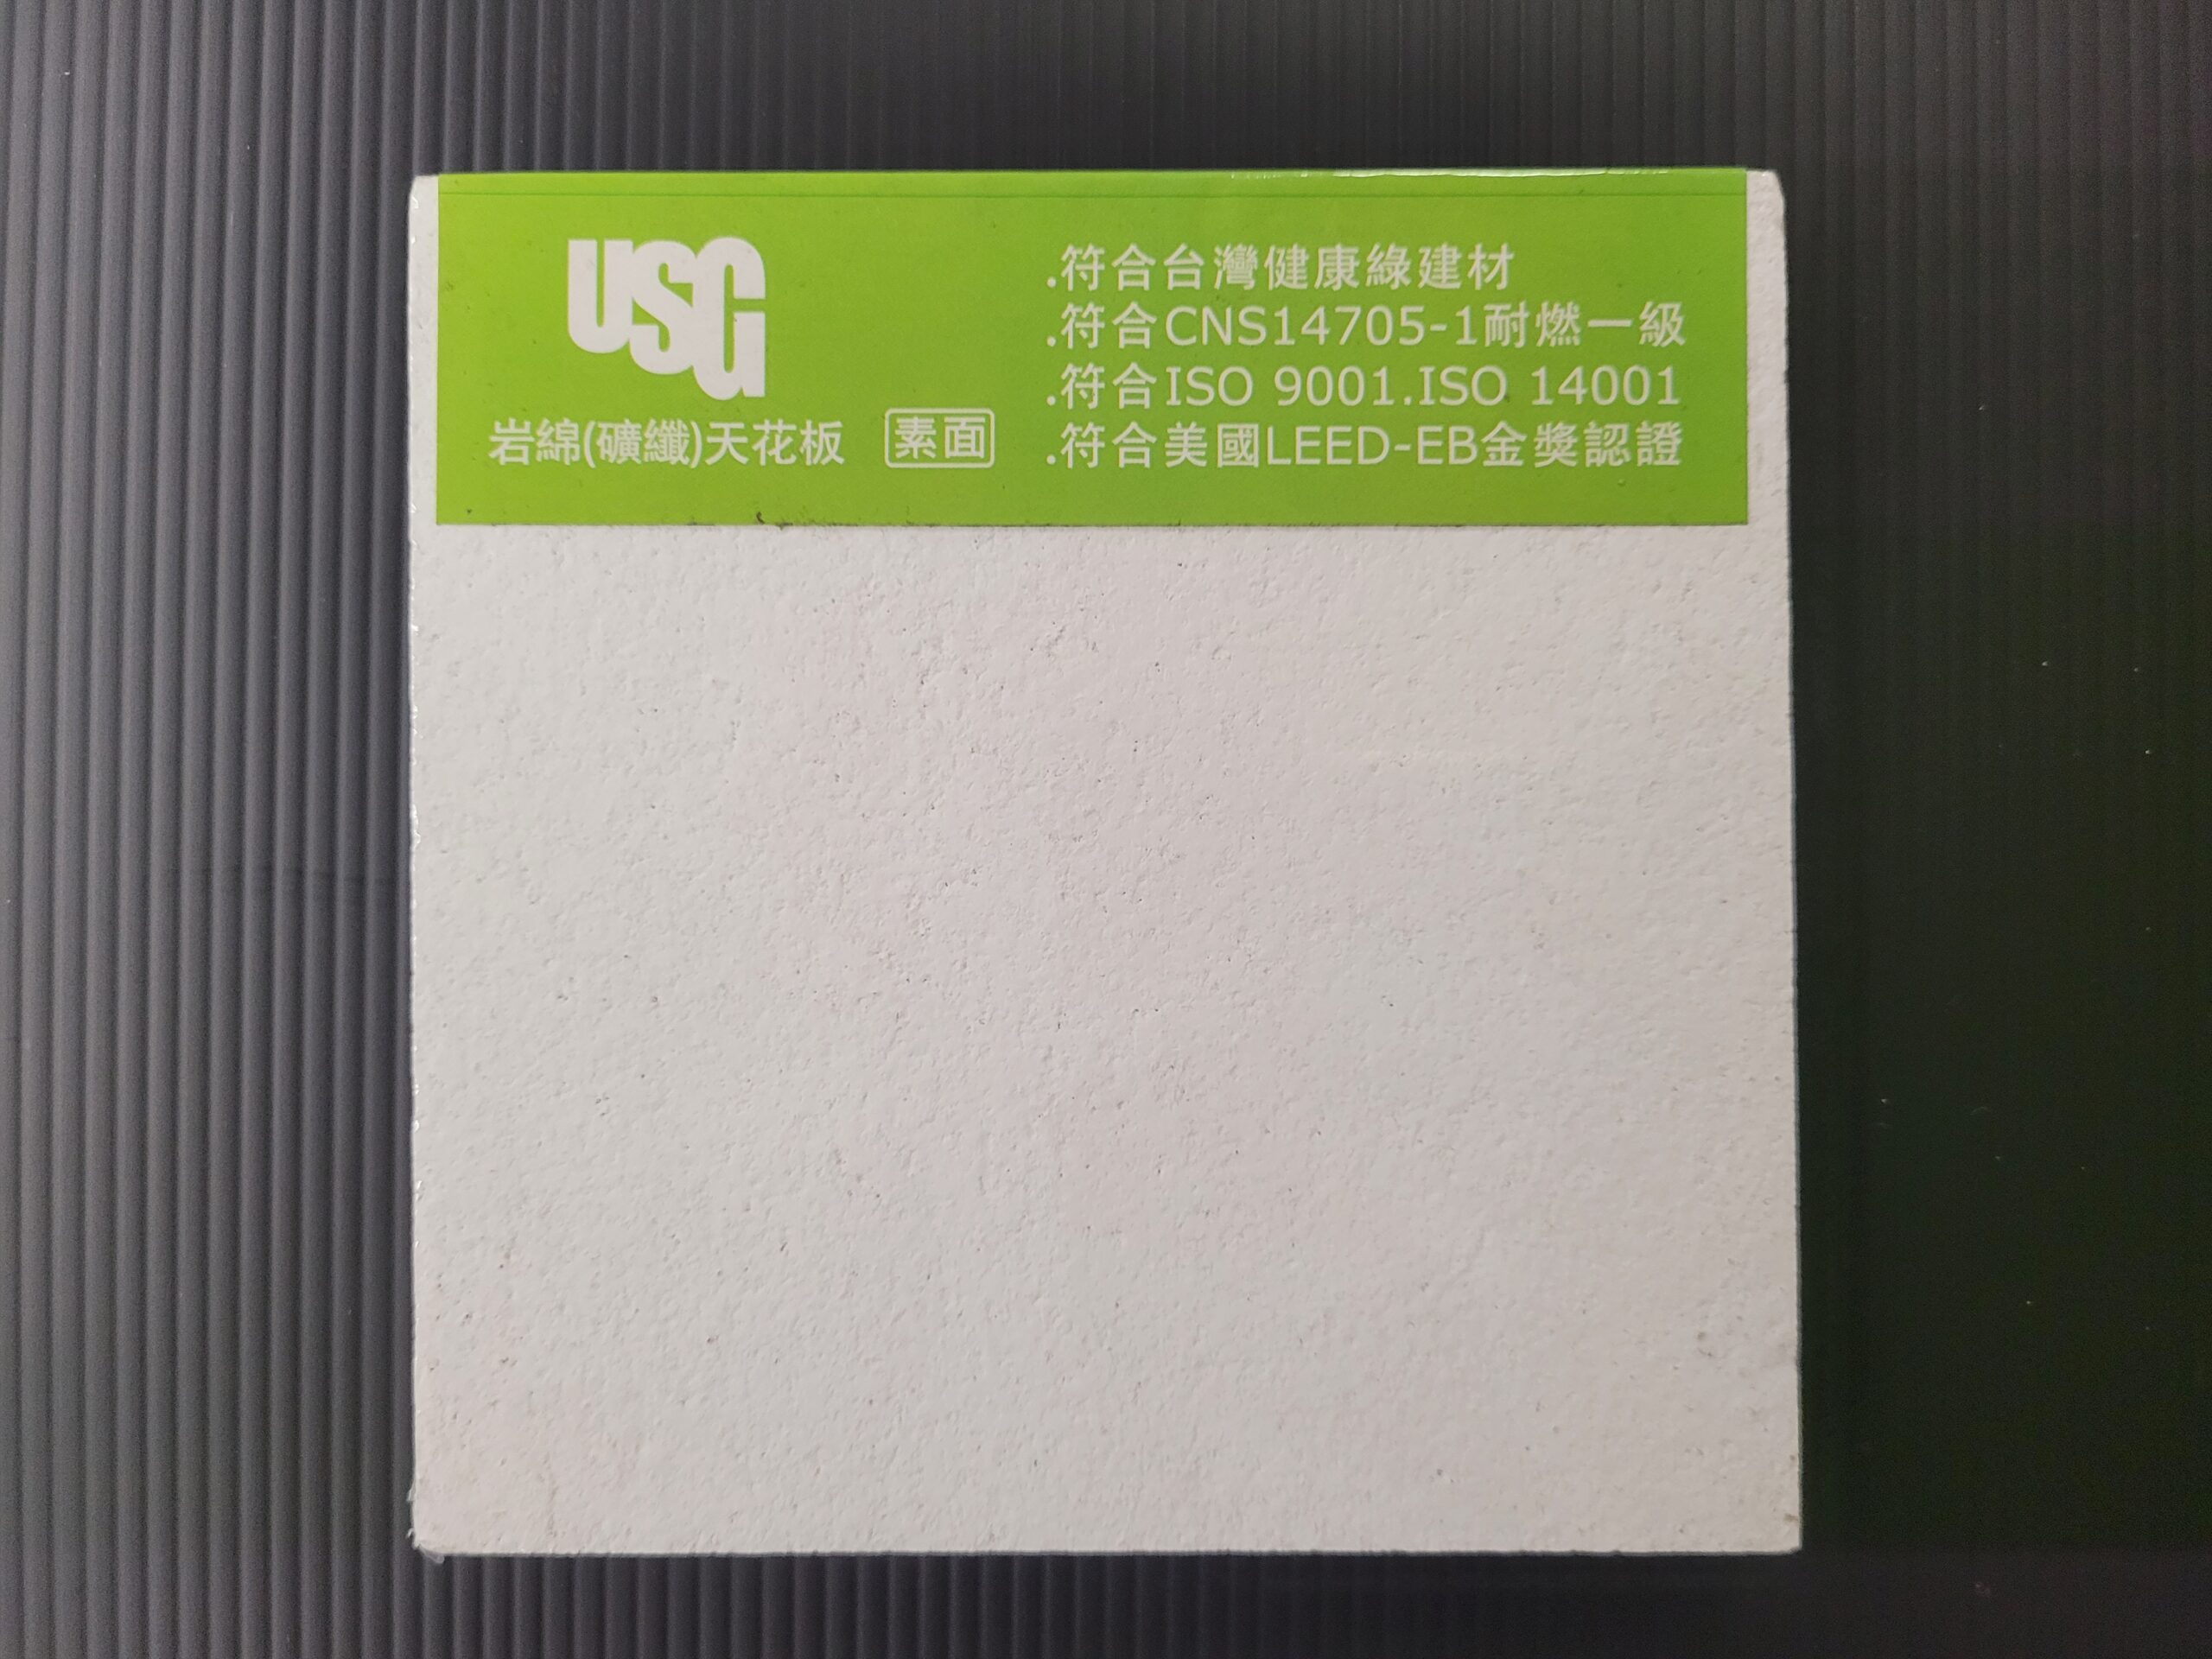 USG
岩綿(礦纖)天花板 素面
.符合台灣健康綠建材
.符合CNS14705-1耐燃一級
.符合ISO 9001.ISO 14001
.符合美國LEED-EB金獎認證